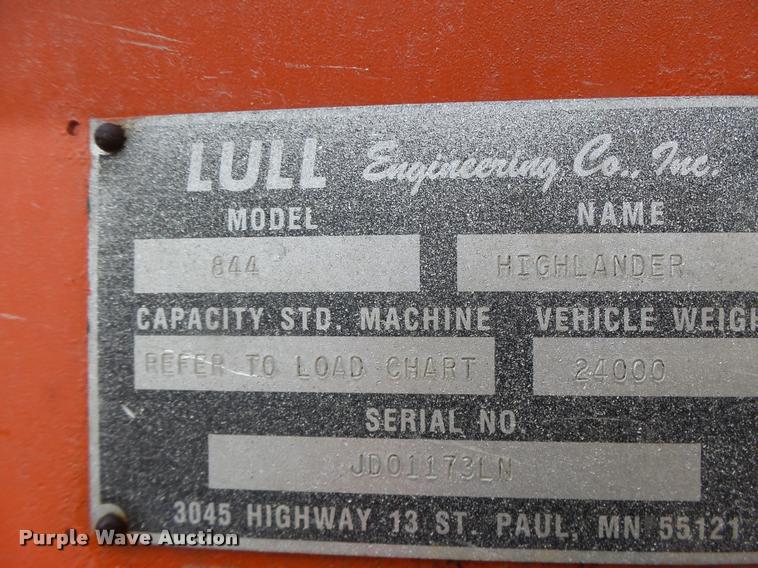 LULL Engineering Co., Inc.
MODEL NAME
844 HIGHLANDER
CAPACITY STD. MACHINE VEHICLE WEIGH
REFER TO LOAD CHART 24000
SERIAL NO.
JD01173LN
3045 HIGHWAY 13 ST. PAUL, MN 55121
Purple Wave Auction